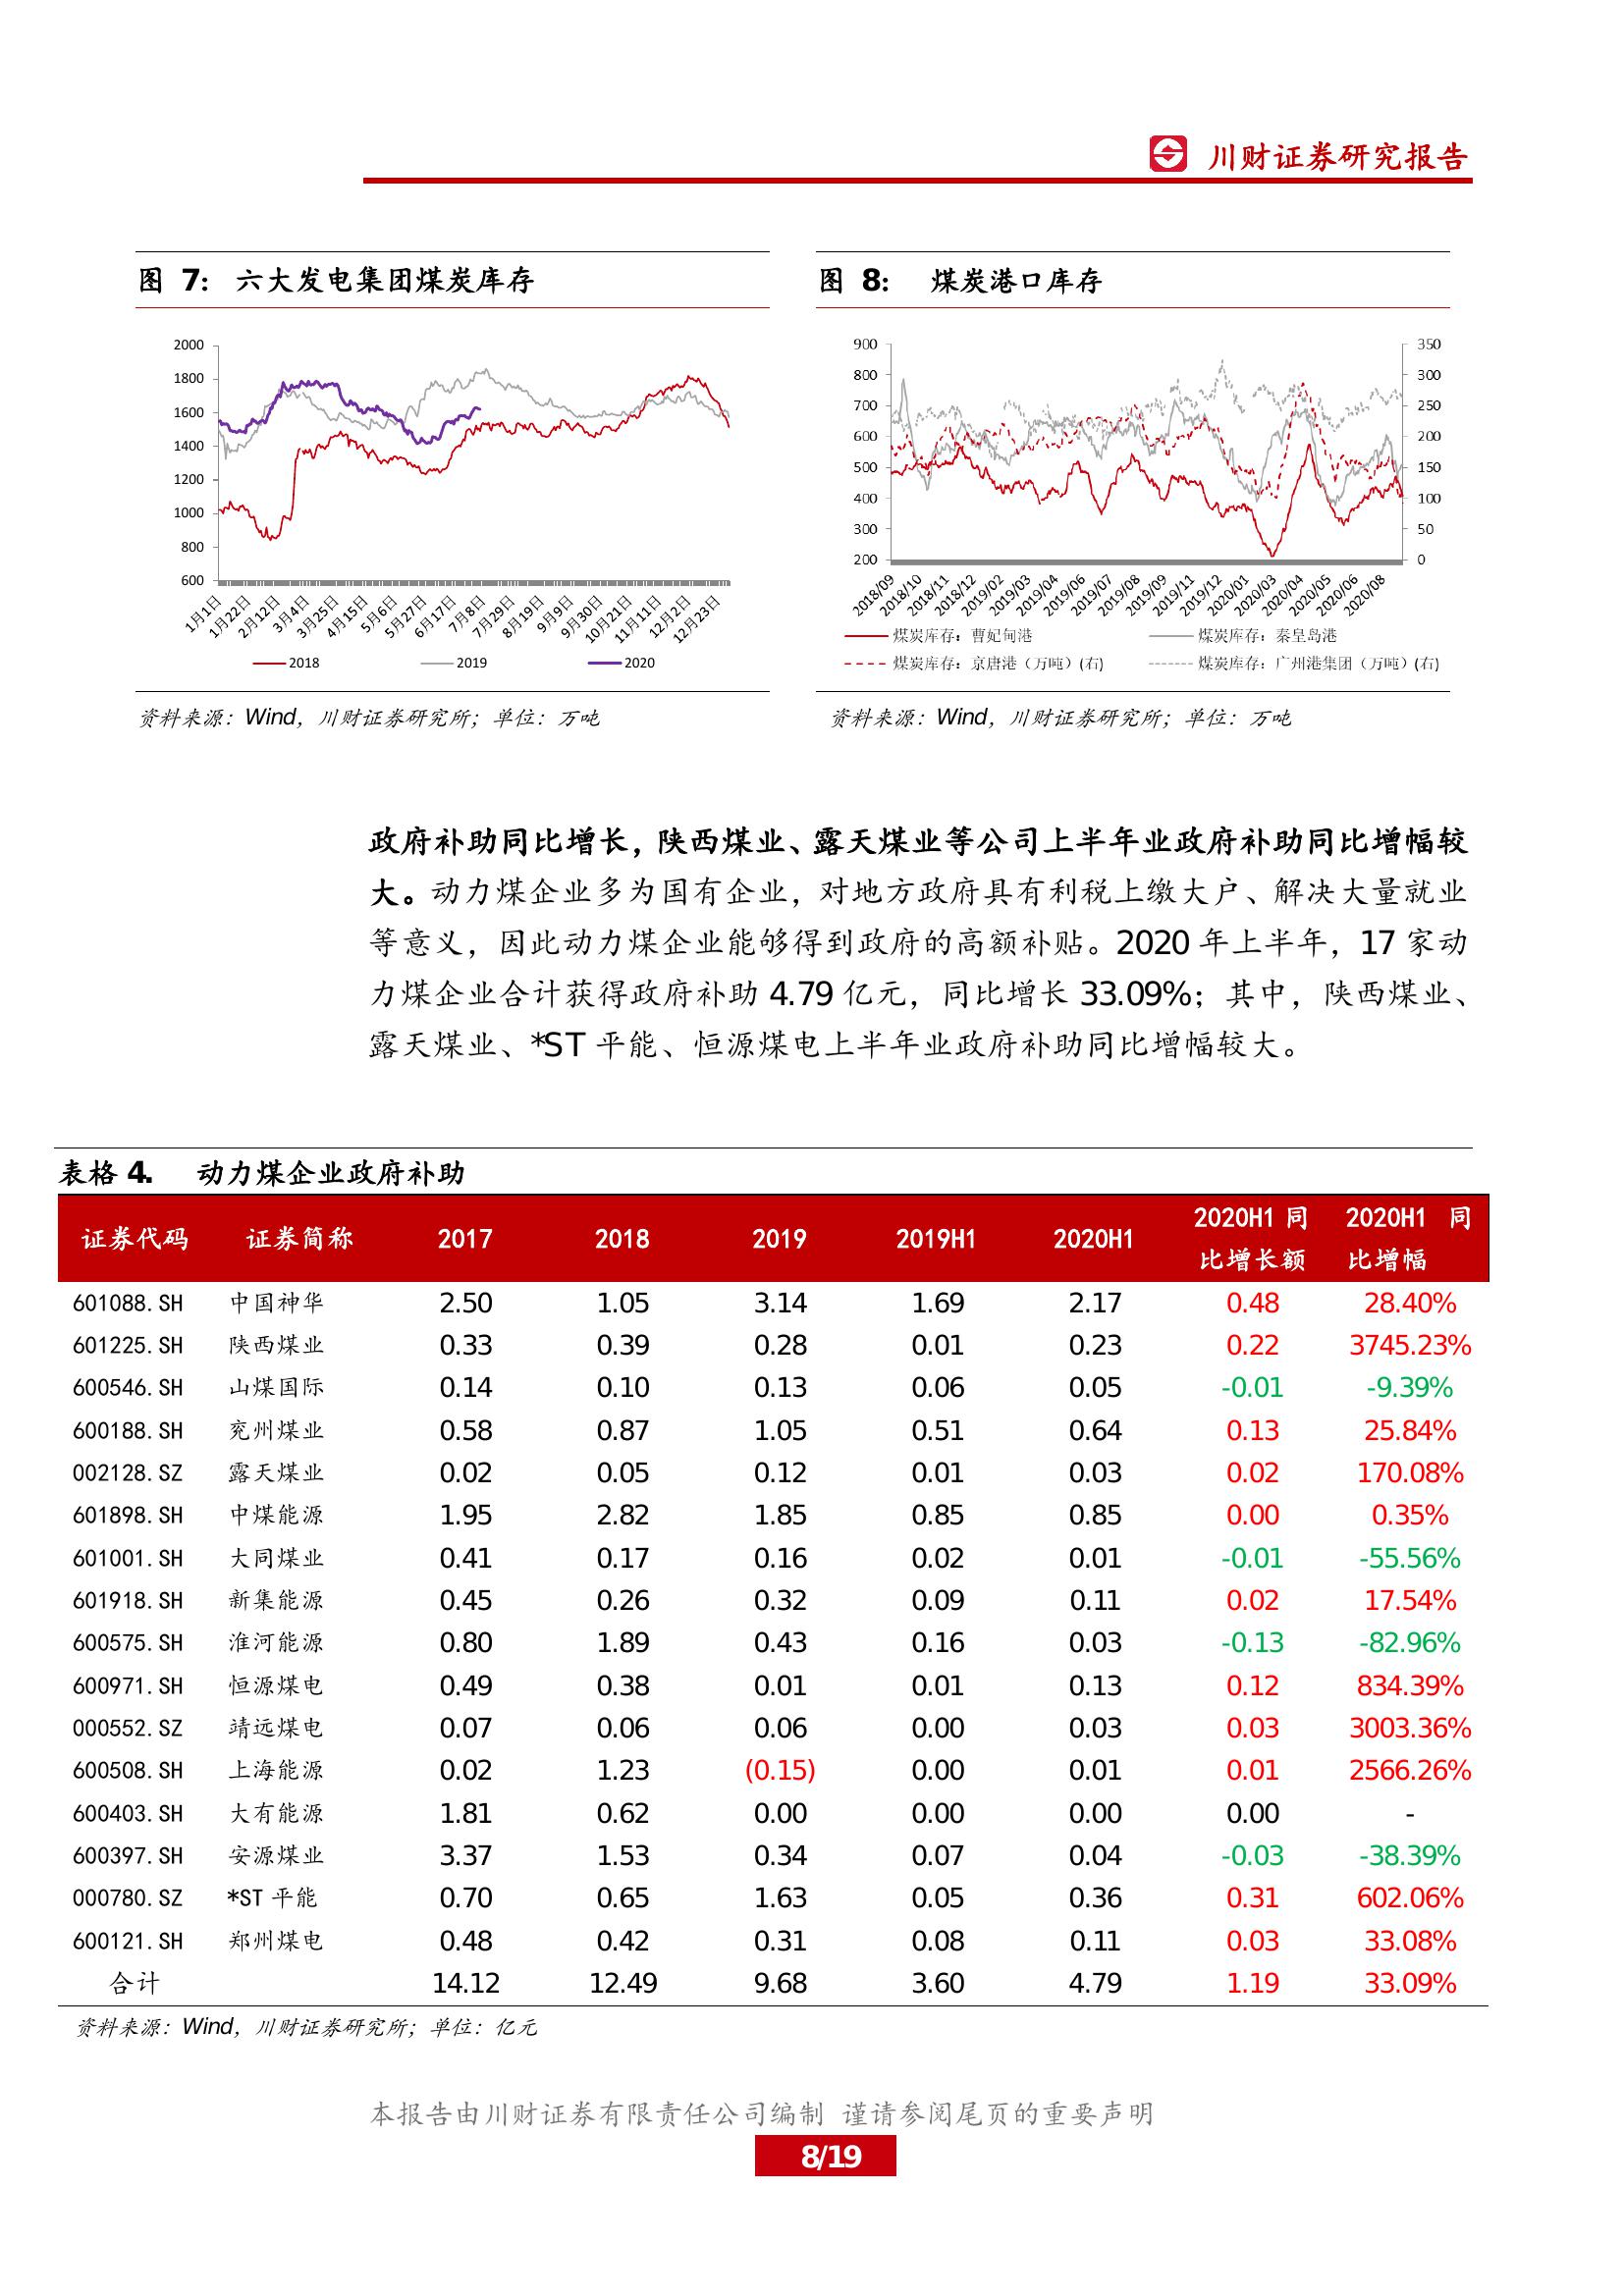 川财证券研究报告
图 7: 六大发电集团煤炭库存
2000
1800
1600
1400
1200
1000
800
600
1月1日
1月22日
2月12日
3月4日
3月25日
4月15日
5月6日
5月27日
6月17日
7月8日
7月29日
8月19日
9月9日
9月30日
10月21日
11月11日
12月2日
12月23日
2018 2019 2020
资料来源：Wind，川财证券研究所；单位：万吨
图 8: 煤炭港口库存
900
800
700
600
500
400
300
200
350
300
250
200
150
100
50
0
2018/09
2018/10
2018/11
2018/12
2019/02
2019/03
2019/04
2019/06
2019/07
2019/08
2019/09
2019/11
2019/12
2020/01
2020/03
2020/04
2020/05
2020/06
2020/08
煤炭库存：曹妃甸港 煤炭库存：秦皇岛港
煤炭库存：京唐港（万吨）(右) 煤炭库存：广州港集团（万吨）(右)
资料来源：Wind，川财证券研究所；单位：万吨
政府补助同比增长，陕西煤业、露天煤业等公司上半年业政府补助同比增幅较
大。动力煤企业多为国有企业，对地方政府具有利税上缴大户、解决大量就业
等意义，因此动力煤企业能够得到政府的高额补贴。2020 年上半年，17 家动
力煤企业合计获得政府补助 4.79 亿元，同比增长 33.09%；其中，陕西煤业、
露天煤业、*ST 平能、恒源煤电上半年业政府补助同比增幅较大。
表格 4. 动力煤企业政府补助
证券代码 证券简称 2017 2018 2019 2019H1 2020H1 2020H1 同比增长额 2020H1 同比增幅
601088.SH 中国神华 2.50 1.05 3.14 1.69 2.17 0.48 28.40%
601225.SH 陕西煤业 0.33 0.39 0.28 0.01 0.23 0.22 3745.23%
600546.SH 山煤国际 0.14 0.10 0.13 0.06 0.05 -0.01 -9.39%
600188.SH 兖州煤业 0.58 0.87 1.05 0.51 0.64 0.13 25.84%
002128.SZ 露天煤业 0.02 0.05 0.12 0.01 0.03 0.02 170.08%
601898.SH 中煤能源 1.95 2.82 1.85 0.85 0.85 0.00 0.35%
601001.SH 大同煤业 0.41 0.17 0.16 0.02 0.01 -0.01 -55.56%
601918.SH 新集能源 0.45 0.26 0.32 0.09 0.11 0.02 17.54%
600575.SH 淮河能源 0.80 1.89 0.43 0.16 0.03 -0.13 -82.96%
600971.SH 恒源煤电 0.49 0.38 0.01 0.01 0.13 0.12 834.39%
000552.SZ 靖远煤电 0.07 0.06 0.06 0.00 0.03 0.03 3003.36%
600508.SH 上海能源 0.02 1.23 (0.15) 0.00 0.01 0.01 2566.26%
600403.SH 大有能源 1.81 0.62 0.00 0.00 0.00 0.00 -
600397.SH 安源煤业 3.37 1.53 0.34 0.07 0.04 -0.03 -38.39%
000780.SZ *ST 平能 0.70 0.65 1.63 0.05 0.36 0.31 602.06%
600121.SH 郑州煤电 0.48 0.42 0.31 0.08 0.11 0.03 33.08%
合计 14.12 12.49 9.68 3.60 4.79 1.19 33.09%
资料来源：Wind，川财证券研究所；单位：亿元
本报告由川财证券有限责任公司编制 谨请参阅尾页的重要声明
8/19